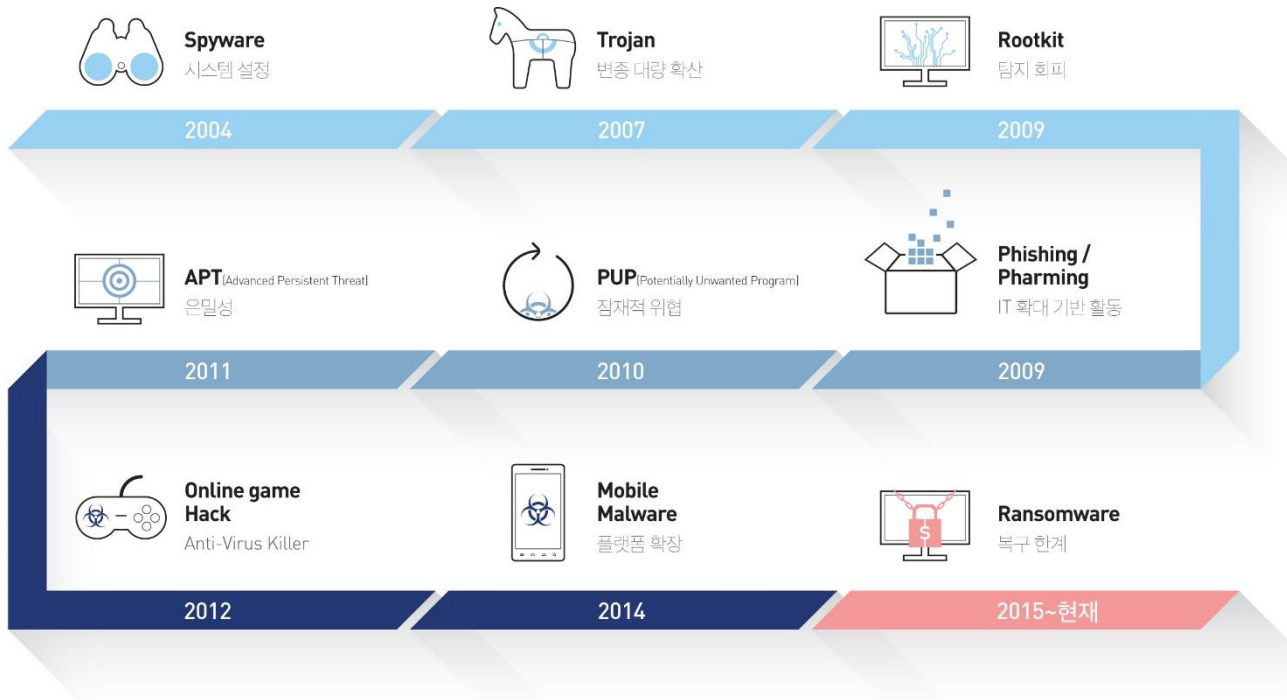 Spyware
시스템 설정
2004
Trojan
변종 대량 확산
2007
Rootkit
탐지 회피
2009
Phishing /
Pharming
IT 확대 기반 활동
2009
PUP(Potentially Unwanted Program)
잠재적 위협
2010
APT(Advanced Persistent Threat)
은밀성
2011
Online game
Hack
Anti-Virus Killer
2012
Mobile
Malware
플랫폼 확장
2014
Ransomware
복구 한계
$
2015~현재